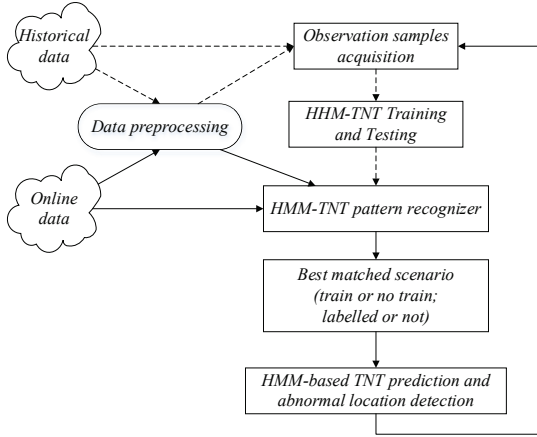 Historical
data
Observation samples
acquisition
HHM-TNT Training
and Testing
Data preprocessing
Online
data
HMM-TNT pattern recognizer
Best matched scenario
(train or no train;
labelled or not)
HMM-based TNT prediction and
abnormal location detection